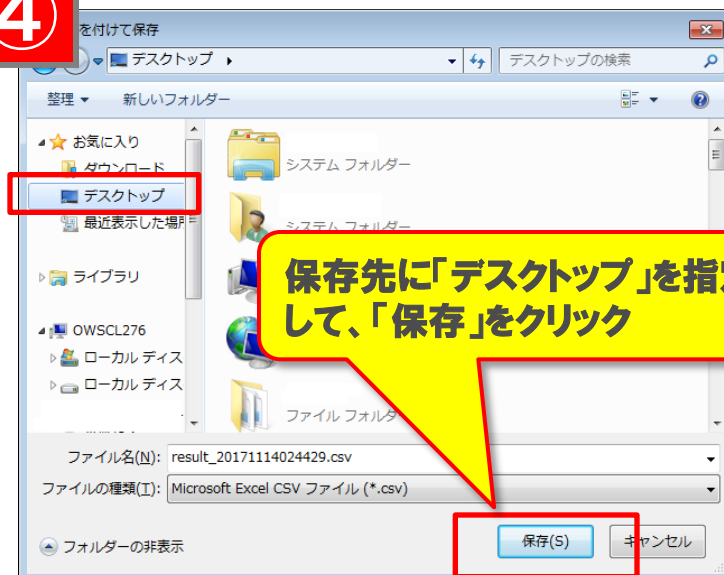 ④
を付けて保存
デスクトップ
デスクトップの検索
整理
新しいフォルダー
お気に入り
ダウンロード
デスクトップ
最近表示した場所
ライブラリ
OWSCL276
ローカル ディス
ローカル ディス
システム フォルダー
システム フォルダー
ファイル フォルダ
保存先に「デスクトップ」を指定
して、「保存」をクリック
ファイル名(N): result_20171114024429.csv
ファイルの種類(T): Microsoft Excel CSV ファイル (*.csv)
フォルダーの非表示
保存(S)
キャンセル